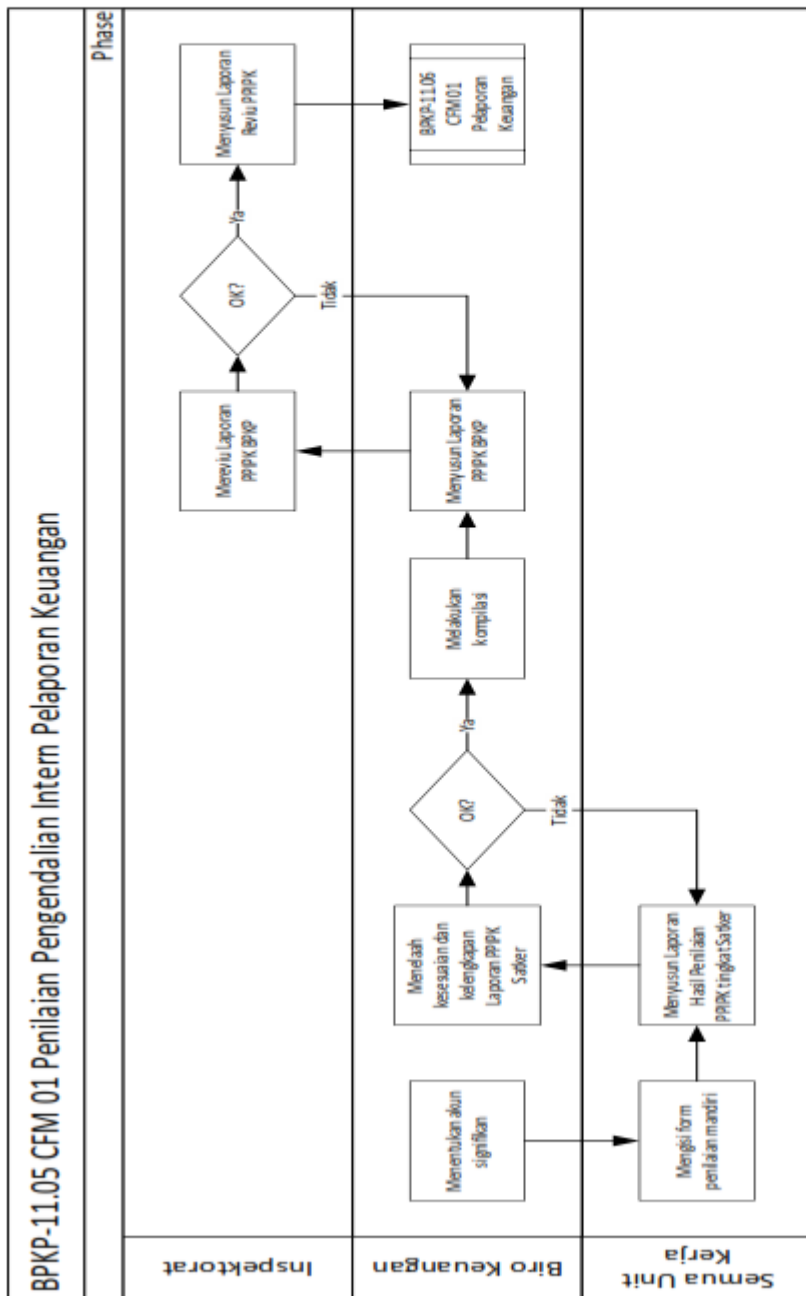 BPKP-11.05 CFM 01 Penilaian Pengendalian Intern Pelaporan Keuangan
Phase
Inspektorat
Mereviu Laporan
PPIPK BPKP
OK?
Ya
Tidak
Menyusun Laporan
Reviu PPIPK
Biro Keuangan
Menentukan akun
signifikan
Menelaah
kesesuaian dan
kelengkapan
Laporan PPIPK
Satker
OK?
Ya
Tidak
Melakukan
kompilasi
Menyusun Laporan
PPIPK BPKP
BPKP-11.06
CFM 01
Pelaporan
Keuangan
Semua Unit
Kerja
Mengisi form
penilaian mandiri
Menyusun Laporan
Hasil Penilaian
PPIPK tingkat Satker